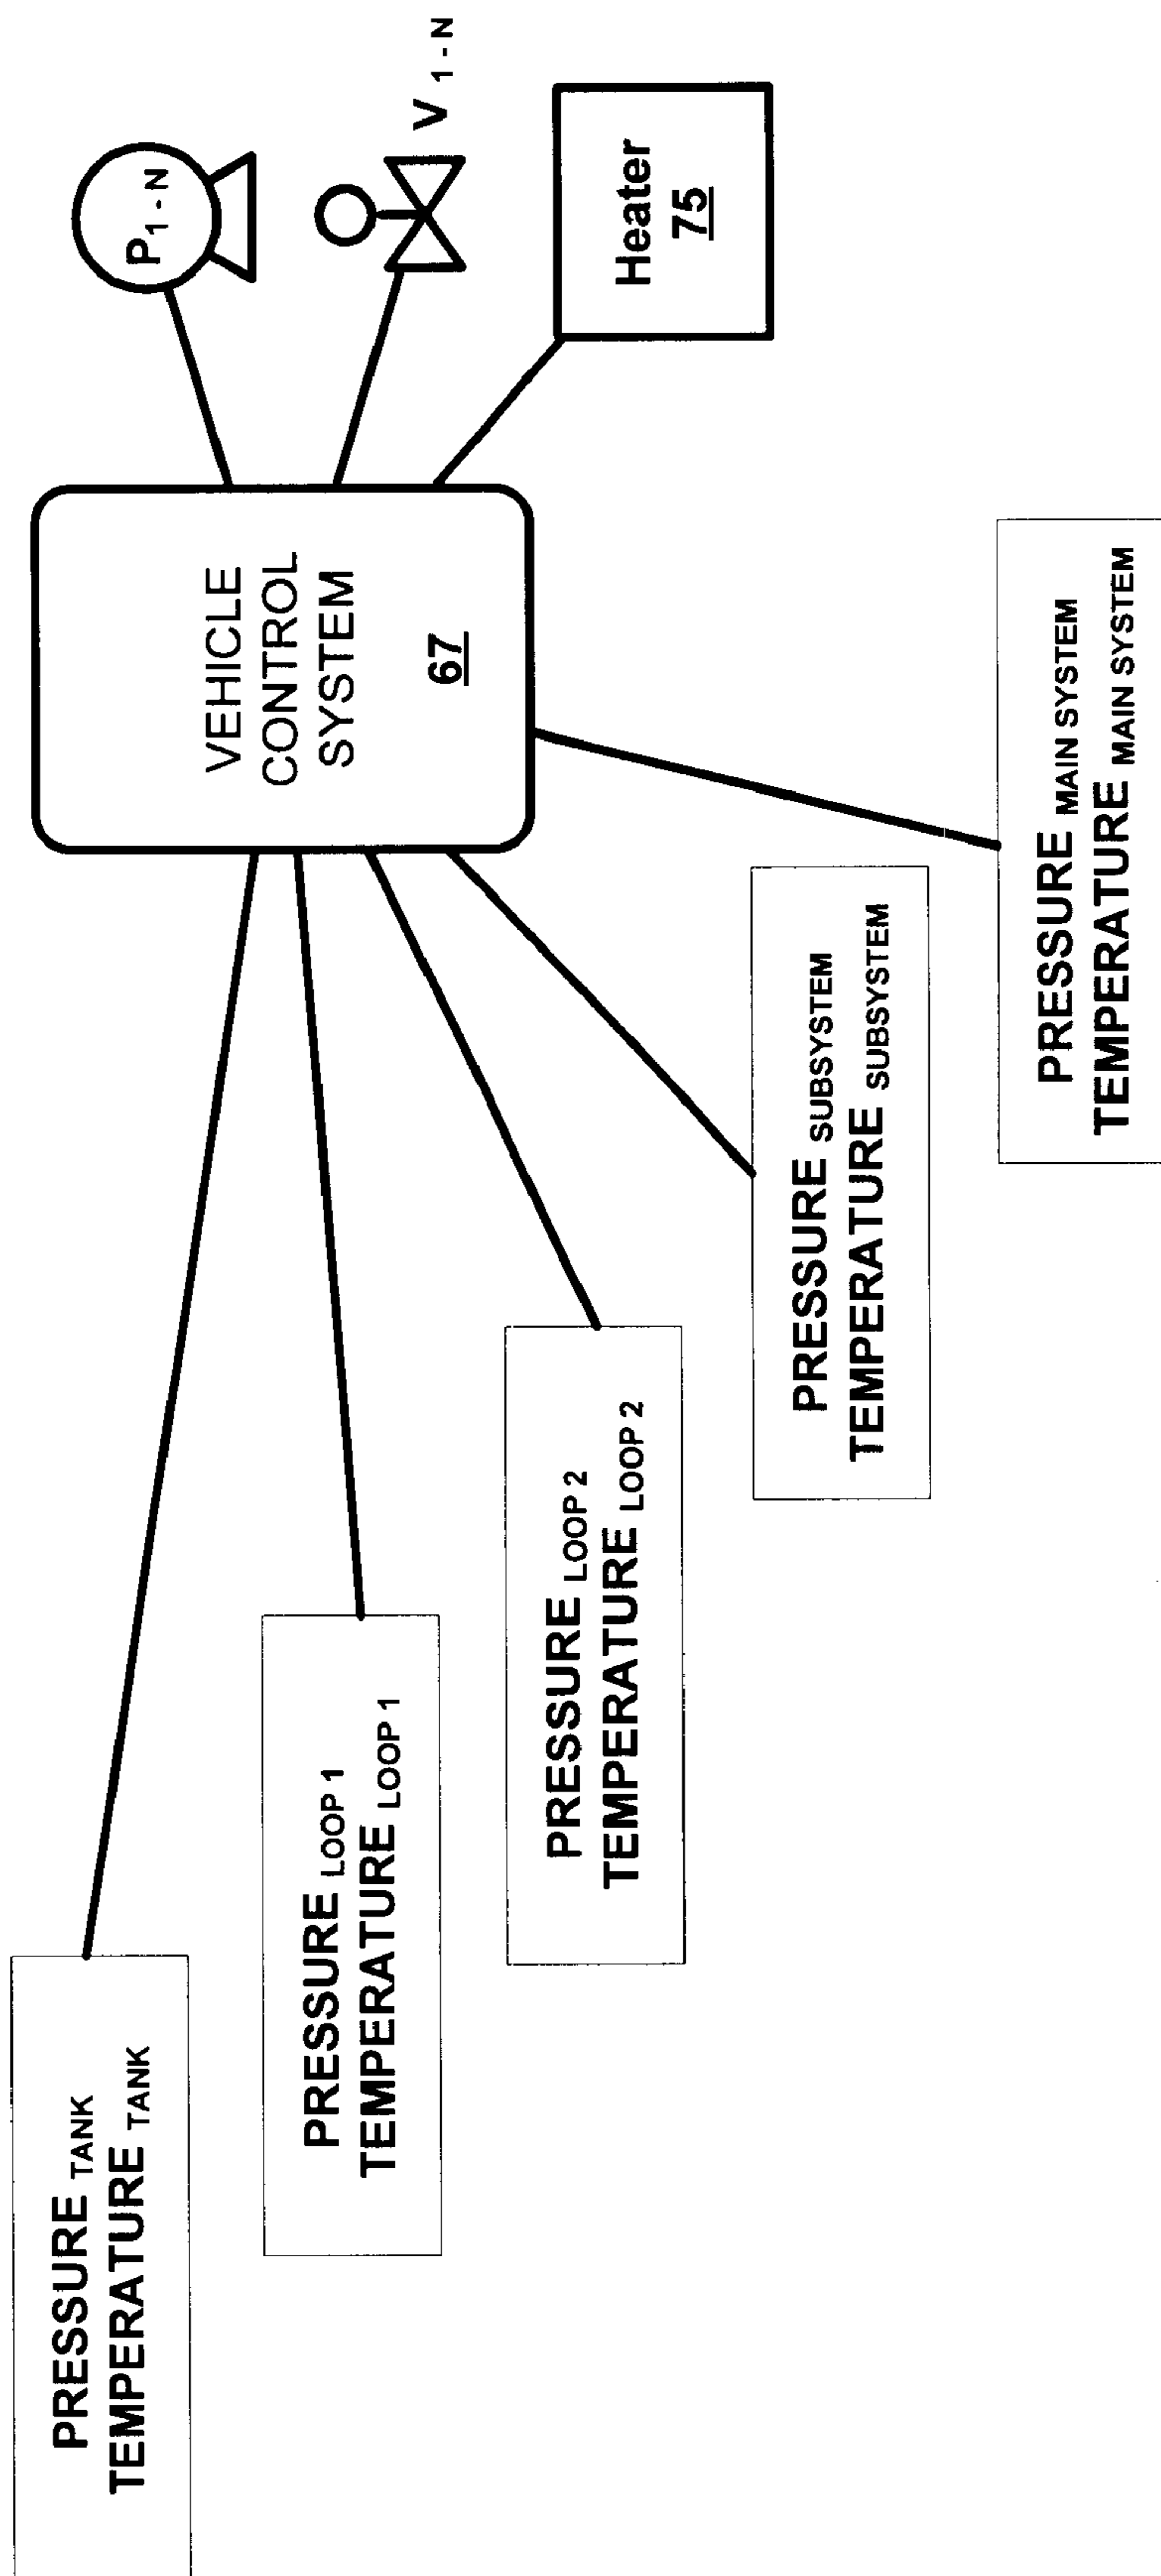 PRESSURE TANK
TEMPERATURE TANK
PRESSURE LOOP 1
TEMPERATURE LOOP 1
PRESSURE LOOP 2
TEMPERATURE LOOP 2
PRESSURE SUBSYSTEM
TEMPERATURE SUBSYSTEM
PRESSURE MAIN SYSTEM
TEMPERATURE MAIN SYSTEM
VEHICLE
CONTROL
SYSTEM
67
P1-N
V 1-N
Heater
75